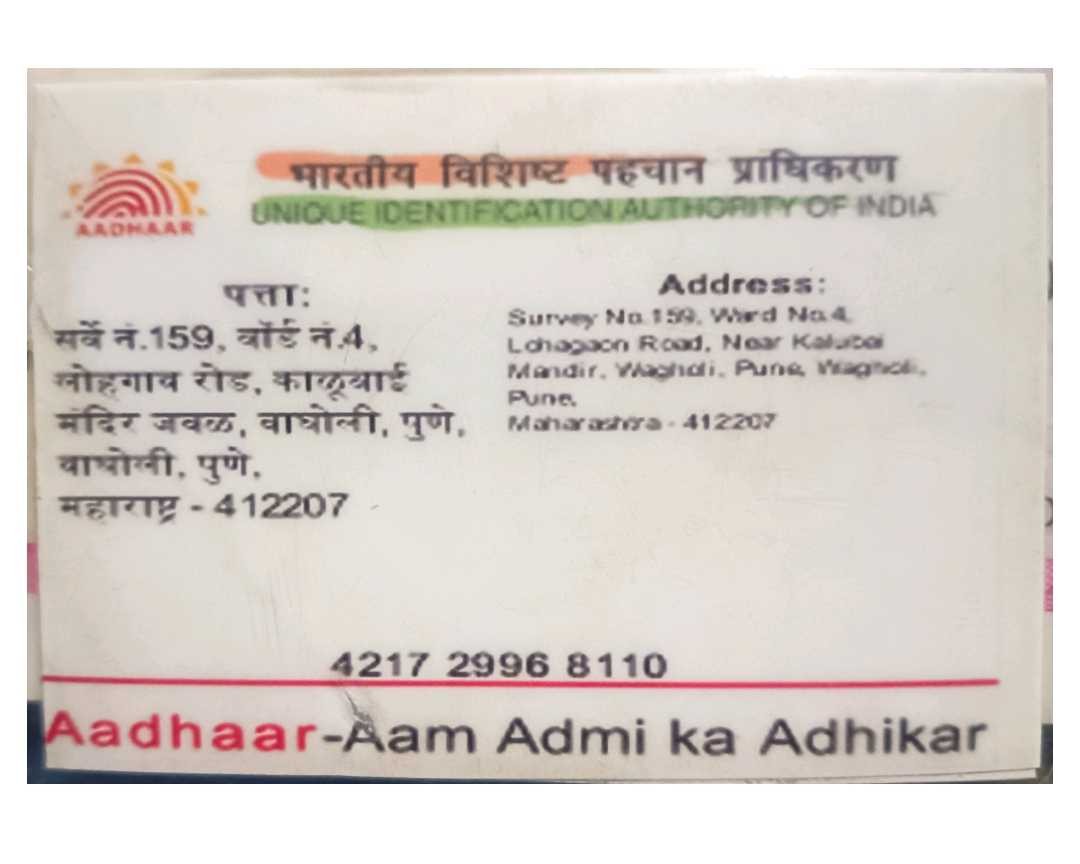 भारतीय विशिष्ट पहचान प्राधिकरण
UNIQUE IDENTIFICATION AUTHORITY OF INDIA
AADHAAR
पत्ता:
सर्वे नं.159, वॉर्ड नं.4,
लोहगाव रोड, काळूबाई
मंदिर जवळ, वाघोली, पुणे,
वाघोली, पुणे,
महाराष्ट्र - 412207
Address:
Survey No.159, Ward No.4,
Lohagaon Road, Near Kalubai
Mandir, Wagholi, Pune, Wagholi,
Pune,
Maharashtra - 412207
4217 2996 8110
Aadhaar-Aam Admi ka Adhikar